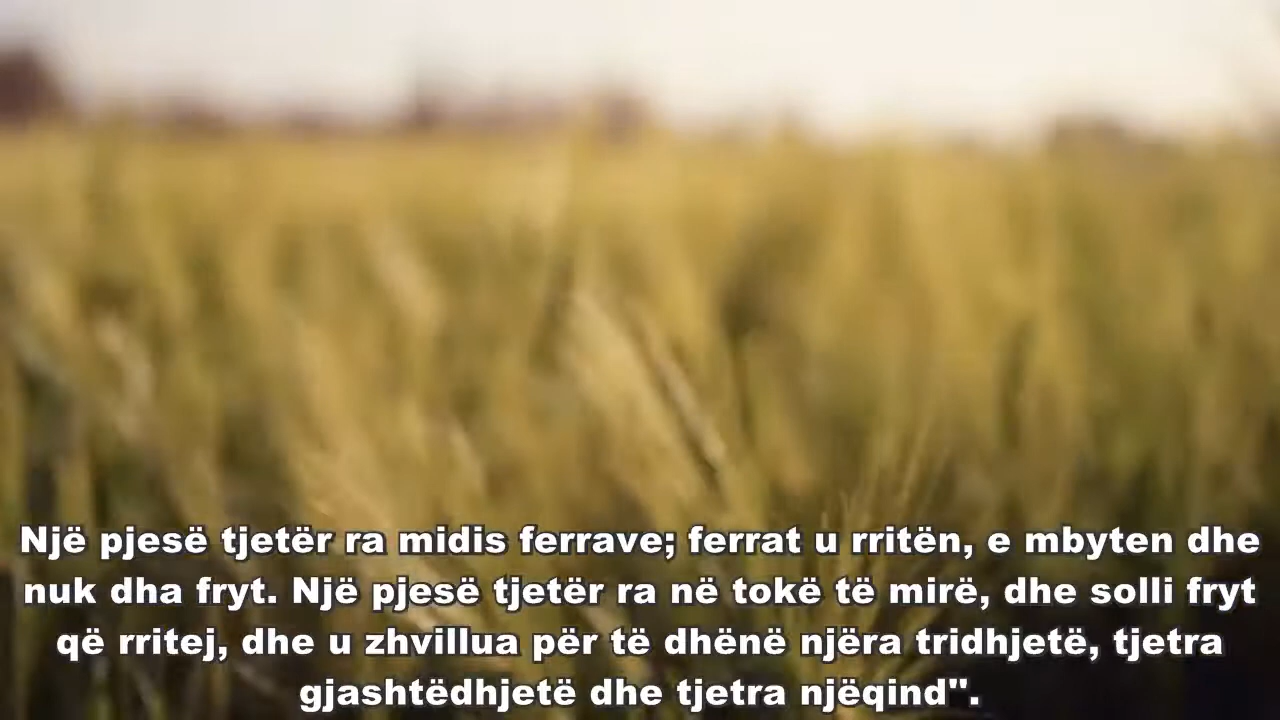 Një pjesë tjetër ra midis ferrave; ferrat u rritën, e mbyten dhe
nuk dha fryt. Një pjesë tjetër ra në tokë të mirë, dhe solli fryt
që rritej, dhe u zhvillua për të dhënë njëra tridhjetë, tjetra
gjashtëdhjetë dhe tjetra njëqind".